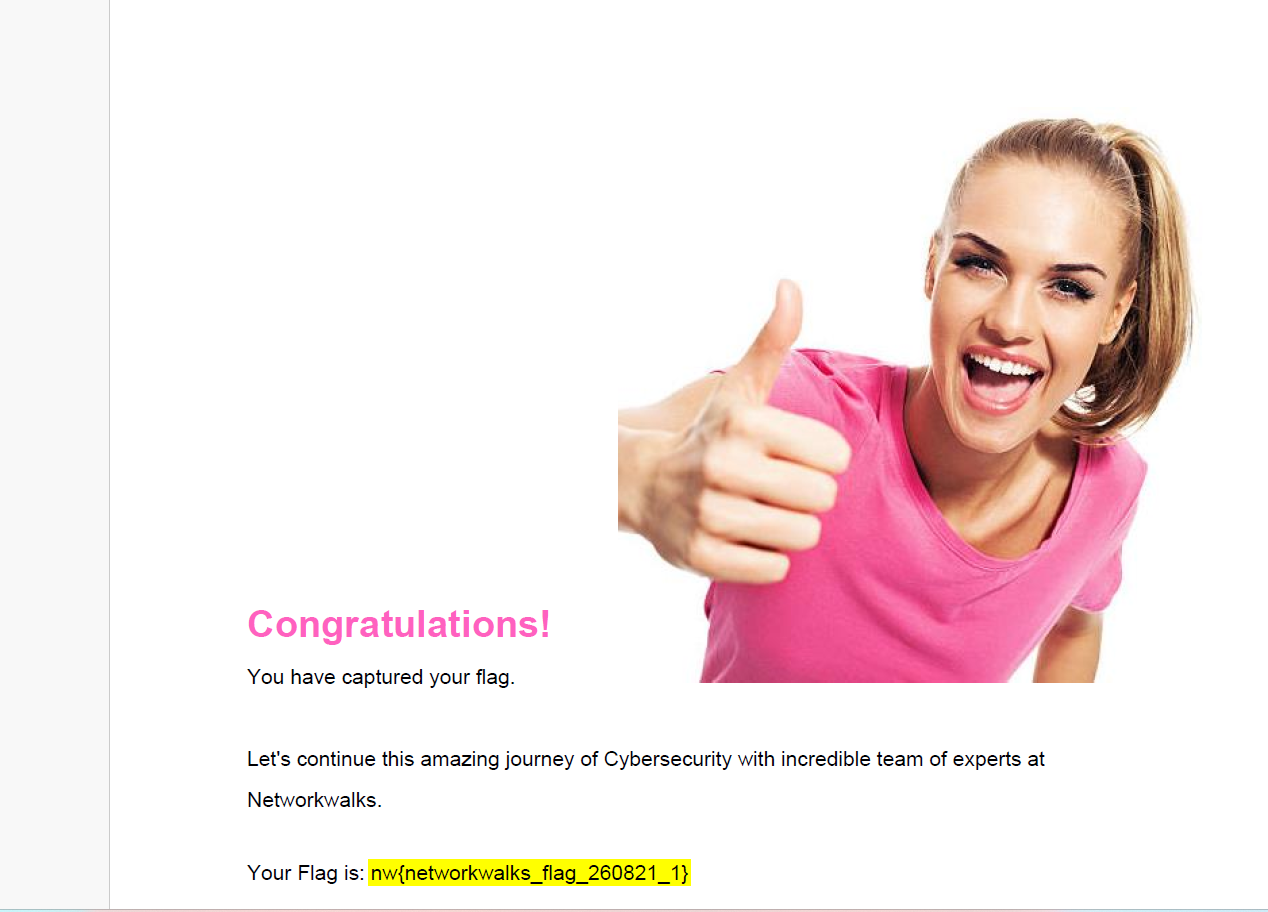 Congratulations!
You have captured your flag.
Let's continue this amazing journey of Cybersecurity with incredible team of experts at
Networkwalks.
Your Flag is: nw{networkwalks_flag_260821_1}